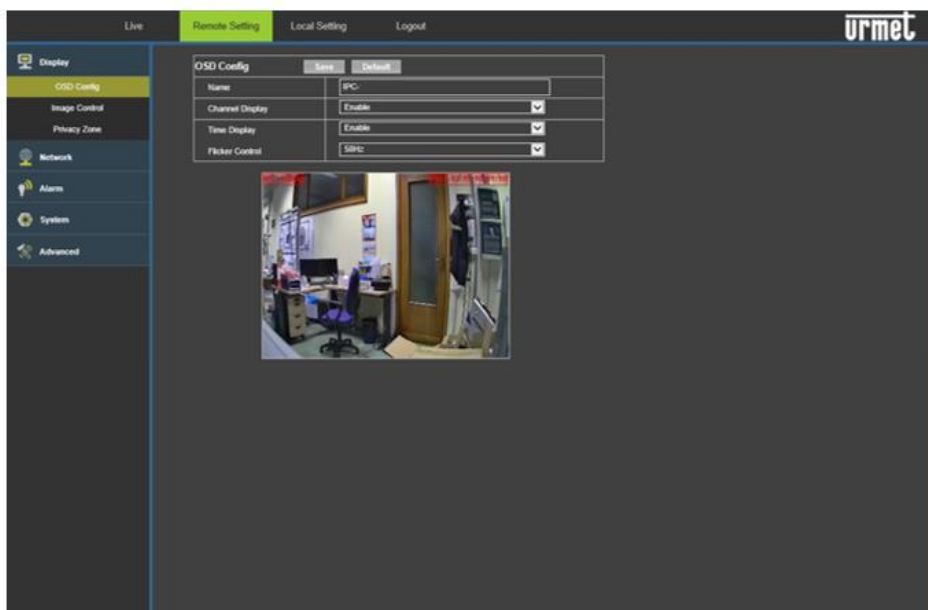 Live Remote Setting Local Setting Logout urmet
Display
OSD Config
Image Control
Privacy Zone
Network
Alarm
System
Advanced
OSD Config Save Default
Name IPC-
Channel Display Enable
Time Display Enable
Flicker Control 50Hz